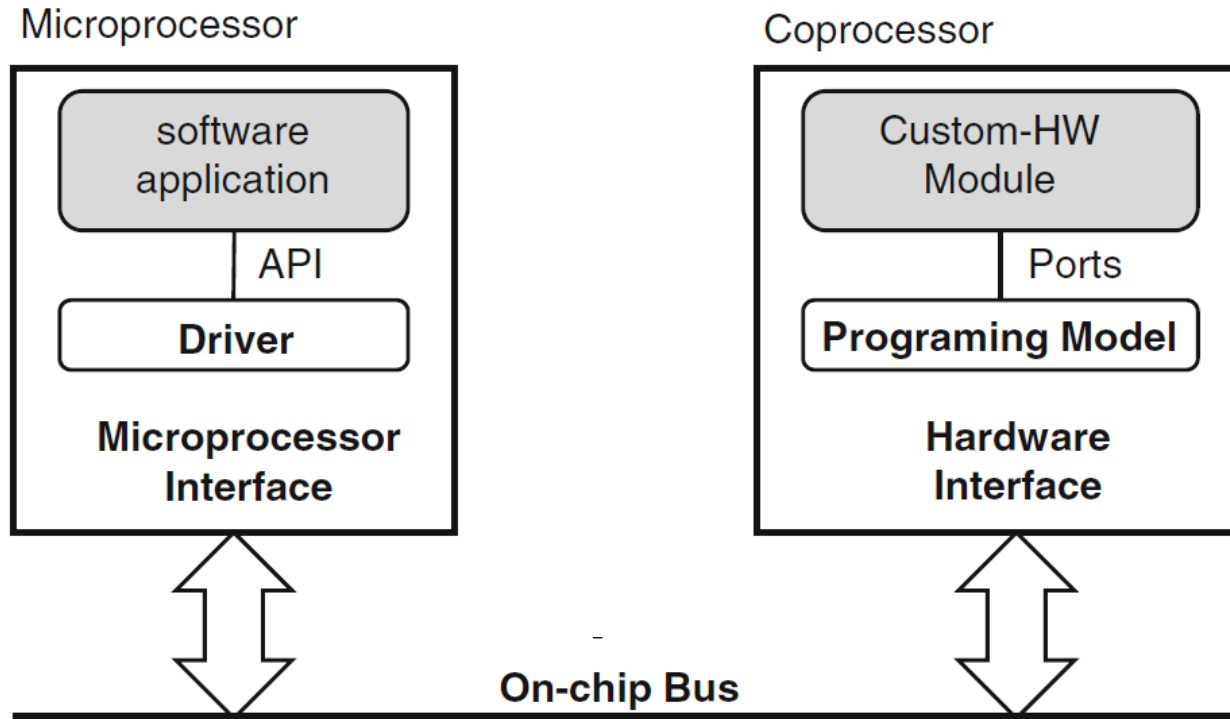 Microprocessor
software
application
API
Driver
Microprocessor
Interface
Coprocessor
Custom-HW
Module
Ports
Programing Model
Hardware
Interface
On-chip Bus